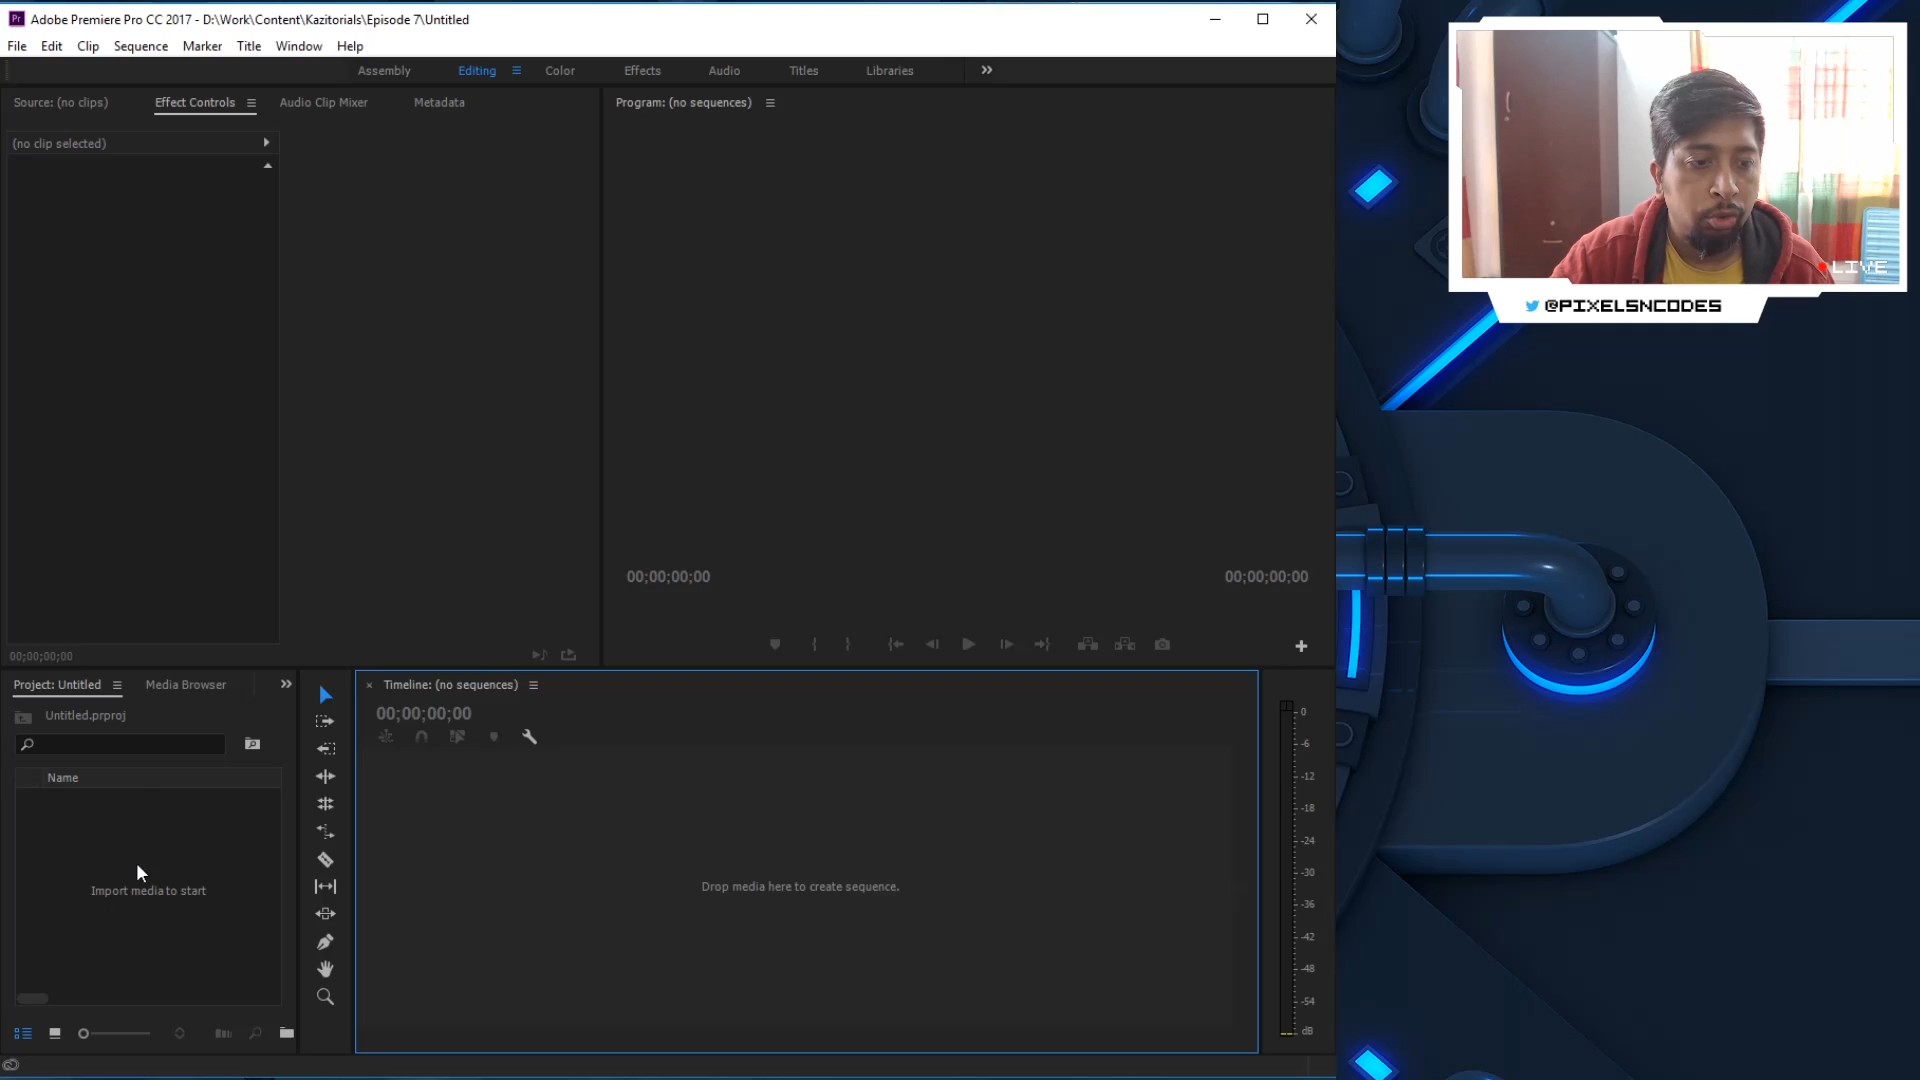 Adobe Premiere Pro CC 2017 - D:\Work\Content\Kazitorials\Episode 7\Untitled
File Edit Clip Sequence Marker Title Window Help
Assembly Editing Color Effects Audio Titles Libraries
Source: (no clips) Effect Controls Audio Clip Mixer Metadata
Program: (no sequences)
(no clip selected)
LIVE
@PIXELSNCODES
00;00;00;00 00;00;00;00
00;00;00;00
Project: Untitled Media Browser
Timeline: (no sequences)
Untitled.prproj
00;00;00;00
Name
Import media to start
Drop media here to create sequence.
0
-6
-12
-18
-24
-30
-36
-42
-48
-54
dB